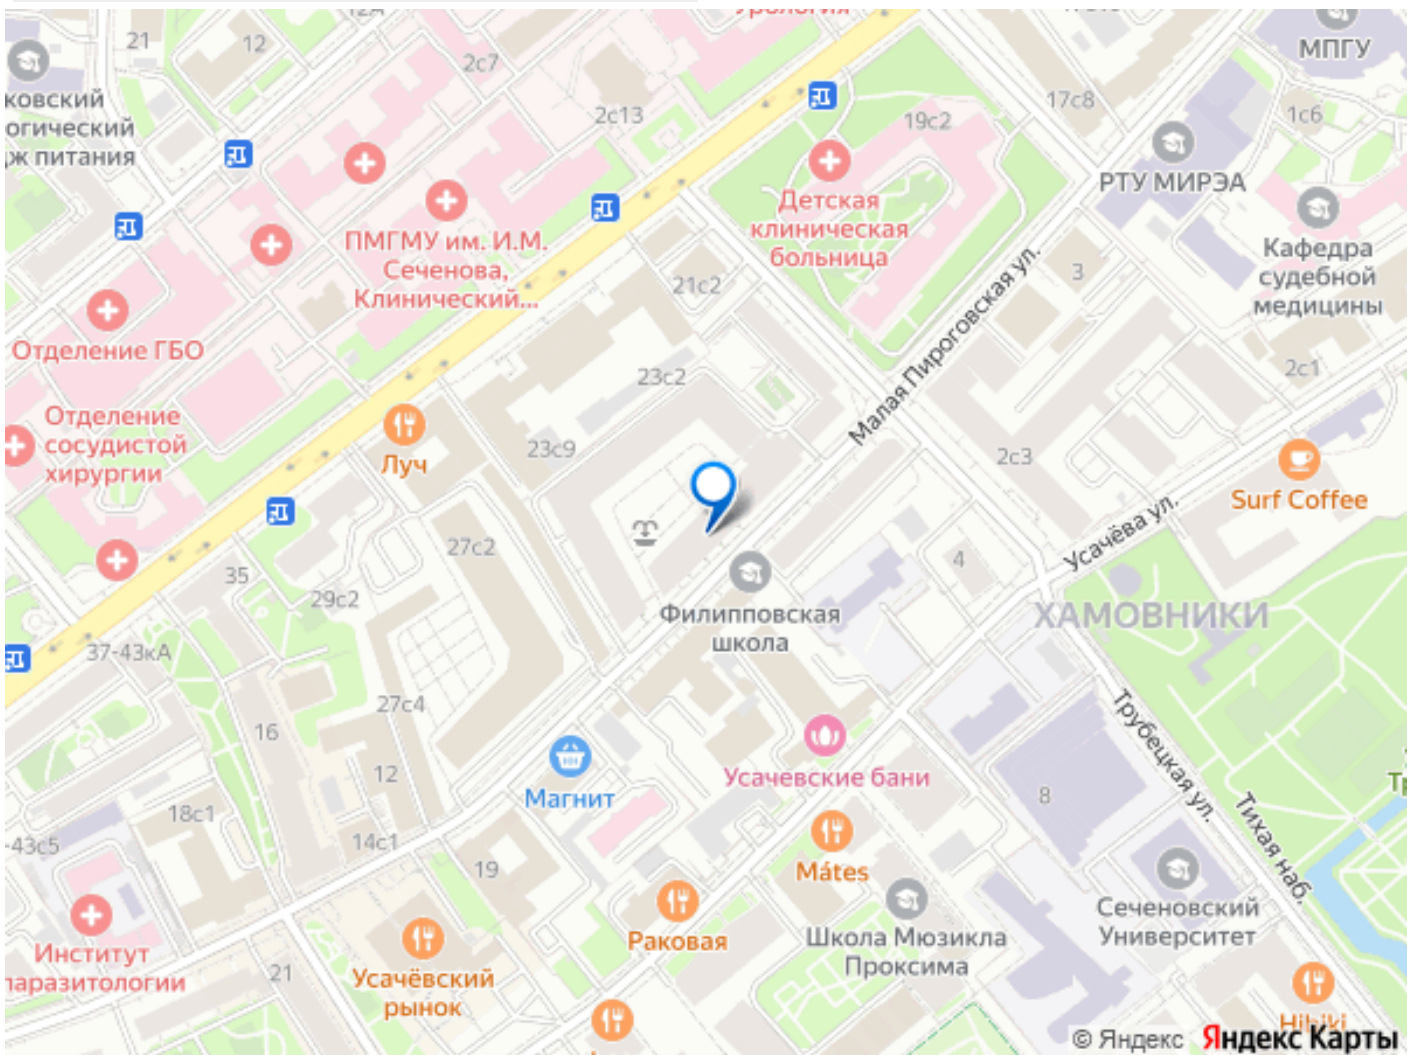 12А
Урология
21
12
2с7
МПГУ
ковский
огический
ж питания
2с13
19с2
17с8
1с6
РТУ МИРЭА
Детская
клиническая
больница
ПМГМУ им. И.М.
Сеченова,
Клинический...
Кафедра
судебной
медицины
Малая Пироговская ул.
3
21с2
Отделение ГБО
23с2
2с1
Отделение
сосудистой
хирургии
Луч
23с9
2с3
Surf Coffee
Усачёва ул.
27с2
4
35
29с2
Филипповская
школа
ХАМОВНИКИ
37-43кА
27с4
16
Трубецкая ул.
12
Усачевские бани
Магнит
8
Тр
Тихая наб.
18с1
14с1
-43с5
19
Mátes
Раковая
Школа Мюзикла
Проксима
Сеченовский
Университет
Институт
паразитологии
21
Усачёвский
рынок
Hibiki
© Яндекс Яндекс Карты